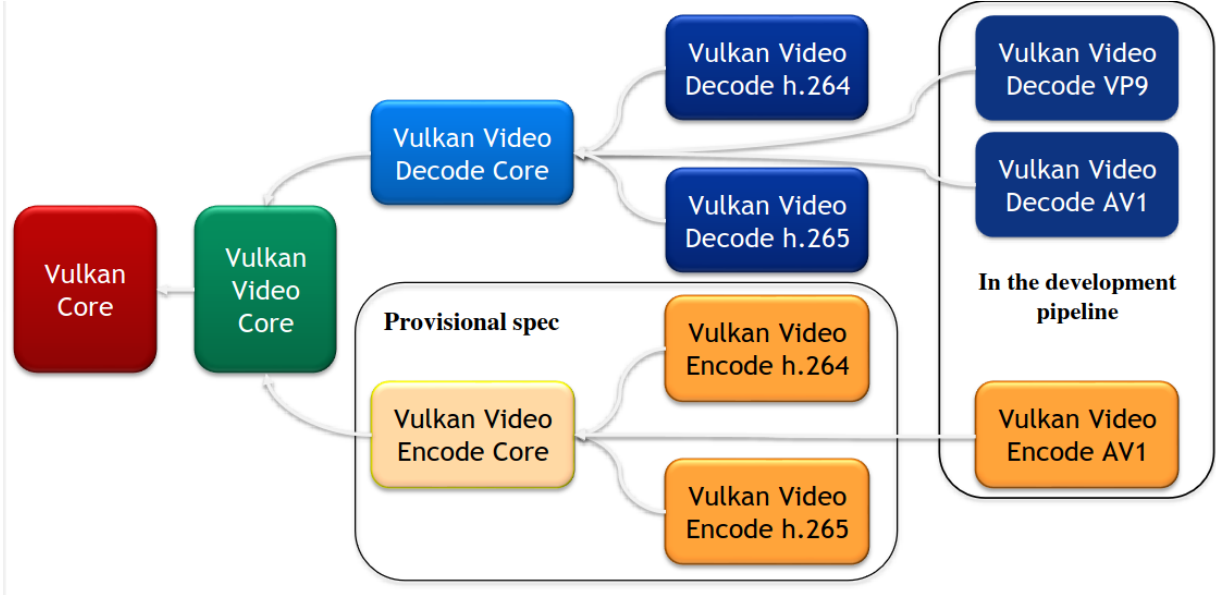 Vulkan
Core
Vulkan
Video
Core
Vulkan Video
Decode Core
Vulkan Video
Decode h.264
Vulkan Video
Decode h.265
Vulkan Video
Decode VP9
Vulkan Video
Decode AV1
In the development
pipeline
Provisional spec
Vulkan Video
Encode Core
Vulkan Video
Encode h.264
Vulkan Video
Encode h.265
Vulkan Video
Encode AV1